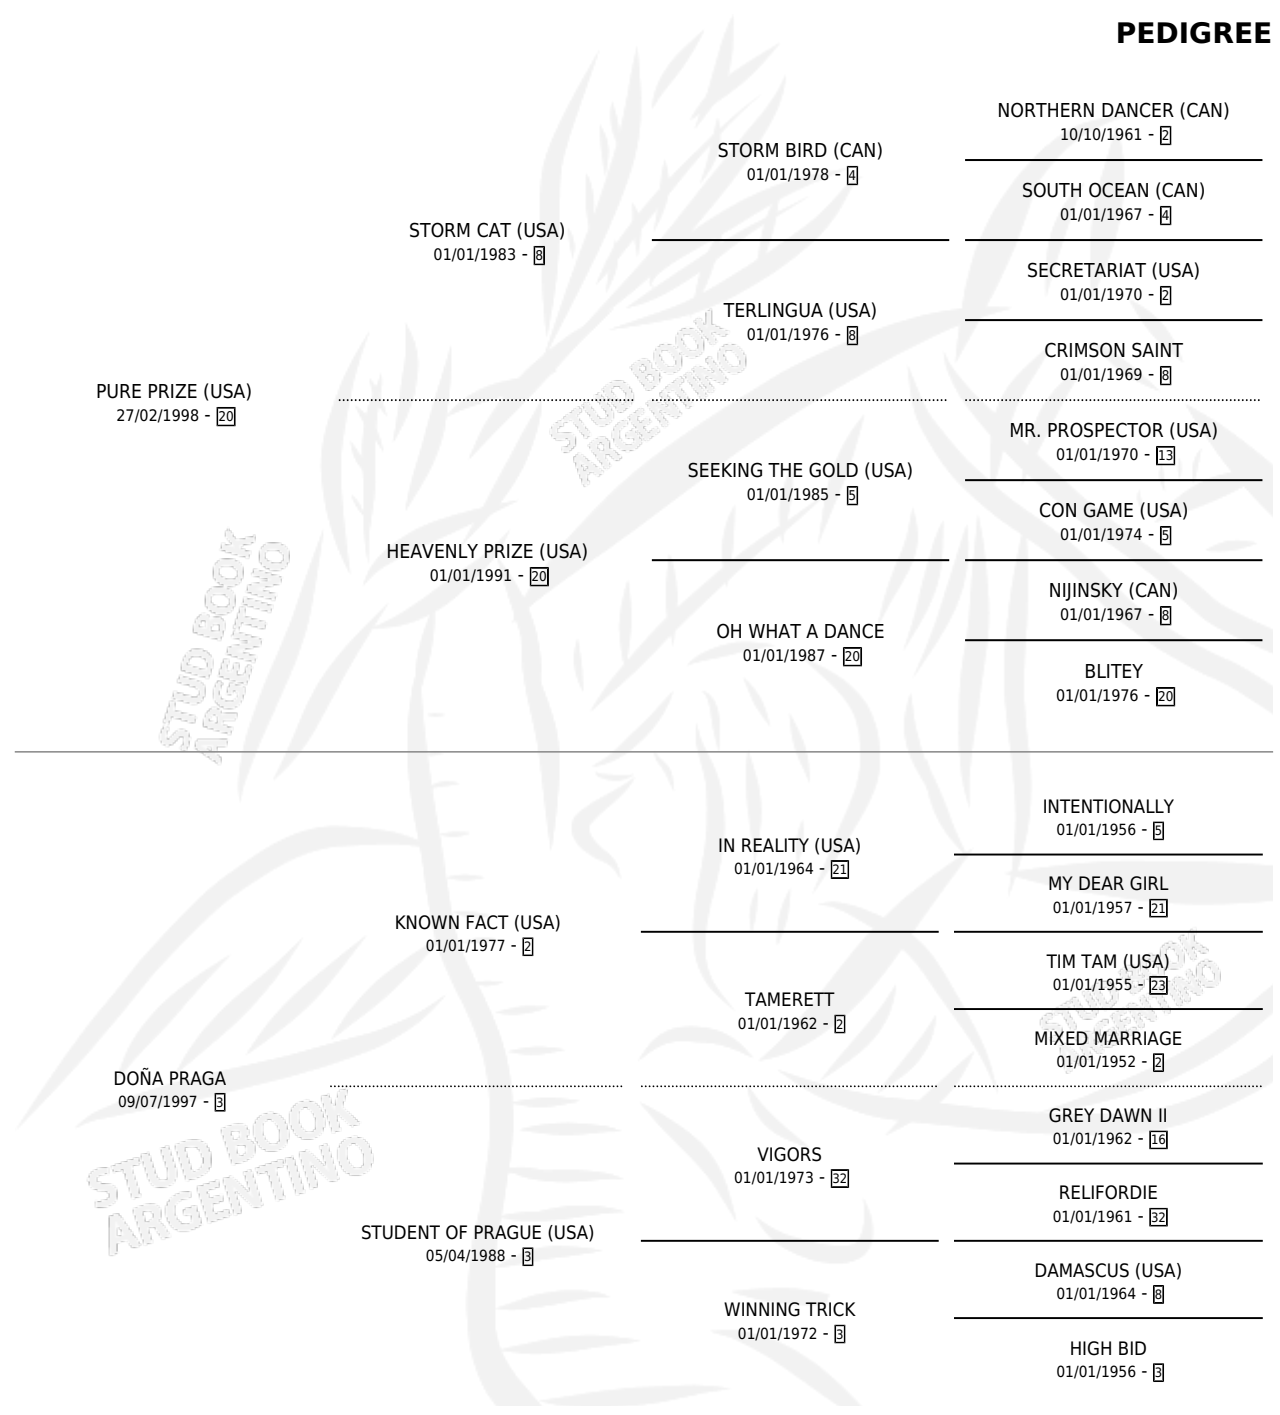 PEDIGREE
NORTHERN DANCER (CAN)
10/10/1961 - 2
STORM BIRD (CAN)
01/01/1978 - 4
SOUTH OCEAN (CAN)
01/01/1967 - 4
STORM CAT (USA)
01/01/1983 - 8
SECRETARIAT (USA)
01/01/1970 - 2
TERLINGUA (USA)
01/01/1976 - 8
CRIMSON SAINT
01/01/1969 - 8
PURE PRIZE (USA)
27/02/1998 - 20
MR. PROSPECTOR (USA)
01/01/1970 - 13
SEEKING THE GOLD (USA)
01/01/1985 - 5
CON GAME (USA)
01/01/1974 - 5
HEAVENLY PRIZE (USA)
01/01/1991 - 20
NIJINSKY (CAN)
01/01/1967 - 8
OH WHAT A DANCE
01/01/1987 - 20
BLITEY
01/01/1976 - 20
INTENTIONALLY
01/01/1956 - 5
IN REALITY (USA)
01/01/1964 - 21
MY DEAR GIRL
01/01/1957 - 21
KNOWN FACT (USA)
01/01/1977 - 2
TIM TAM (USA)
01/01/1955 - 23
TAMERETT
01/01/1962 - 2
MIXED MARRIAGE
01/01/1952 - 2
DOÑA PRAGA
09/07/1997 - 3
GREY DAWN II
01/01/1962 - 16
VIGORS
01/01/1973 - 32
RELIFORDIE
01/01/1961 - 32
STUDENT OF PRAGUE (USA)
05/04/1988 - 3
DAMASCUS (USA)
01/01/1964 - 8
WINNING TRICK
01/01/1972 - 3
HIGH BID
01/01/1956 - 3
STUD BOOK
ARGENTINO
STUD BOOK
ARGENTINO
STUD BOOK
ARGENTINO
STUD BOOK
ARGENTINO